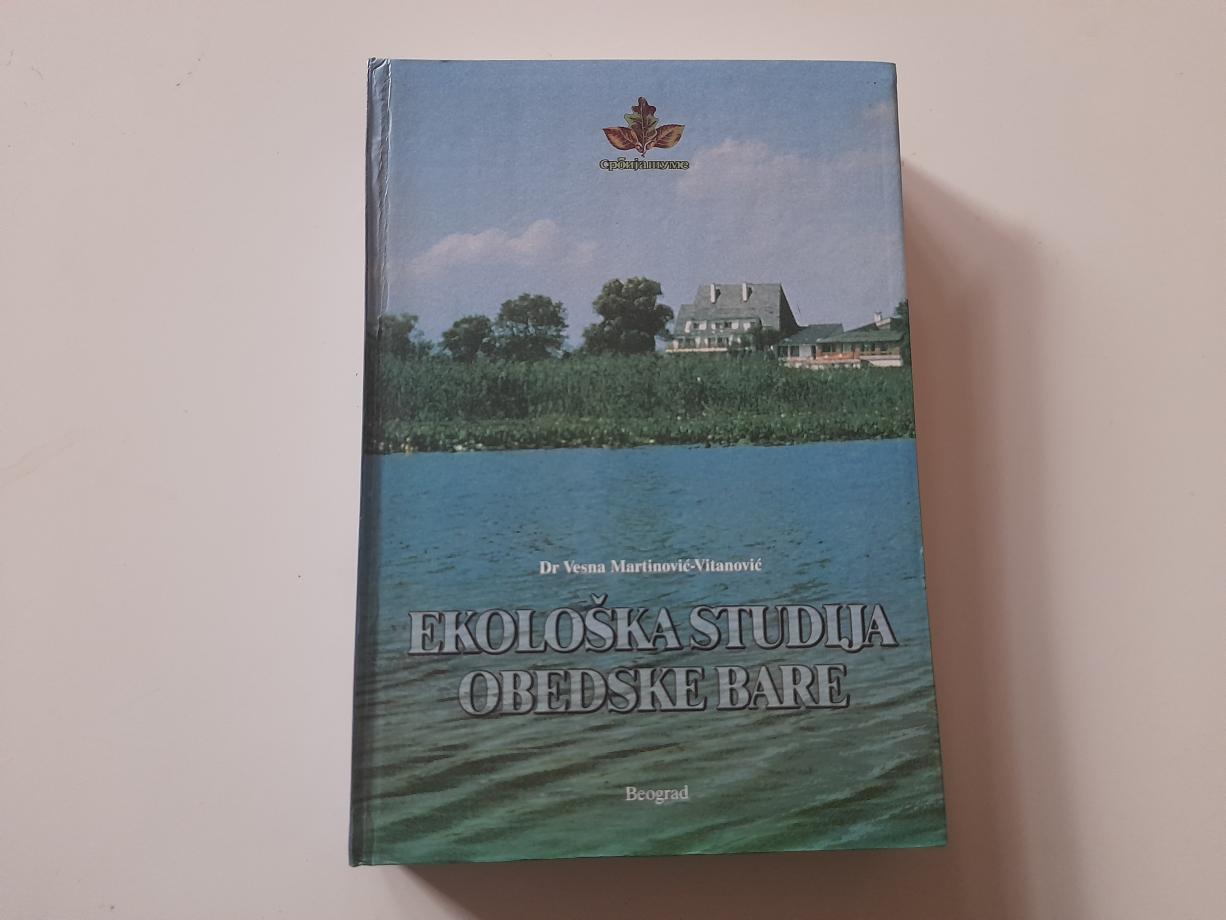 Србијашуме
Dr Vesna Martinović-Vitanović
EKOLOŠKA STUDIJA
OBEDSKE BARE
Beograd